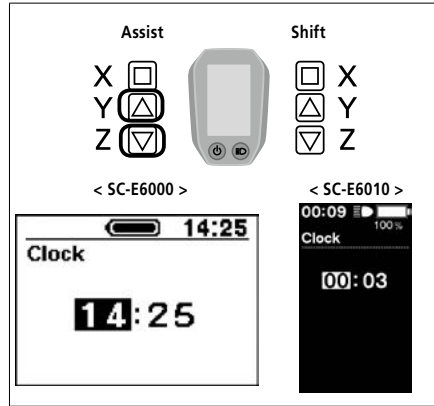 Assist Shift
X X
Y Y
Z Z
< SC-E6000 > < SC-E6010 >
14:25
Clock
14:25
00:09
100%
Clock
00:03